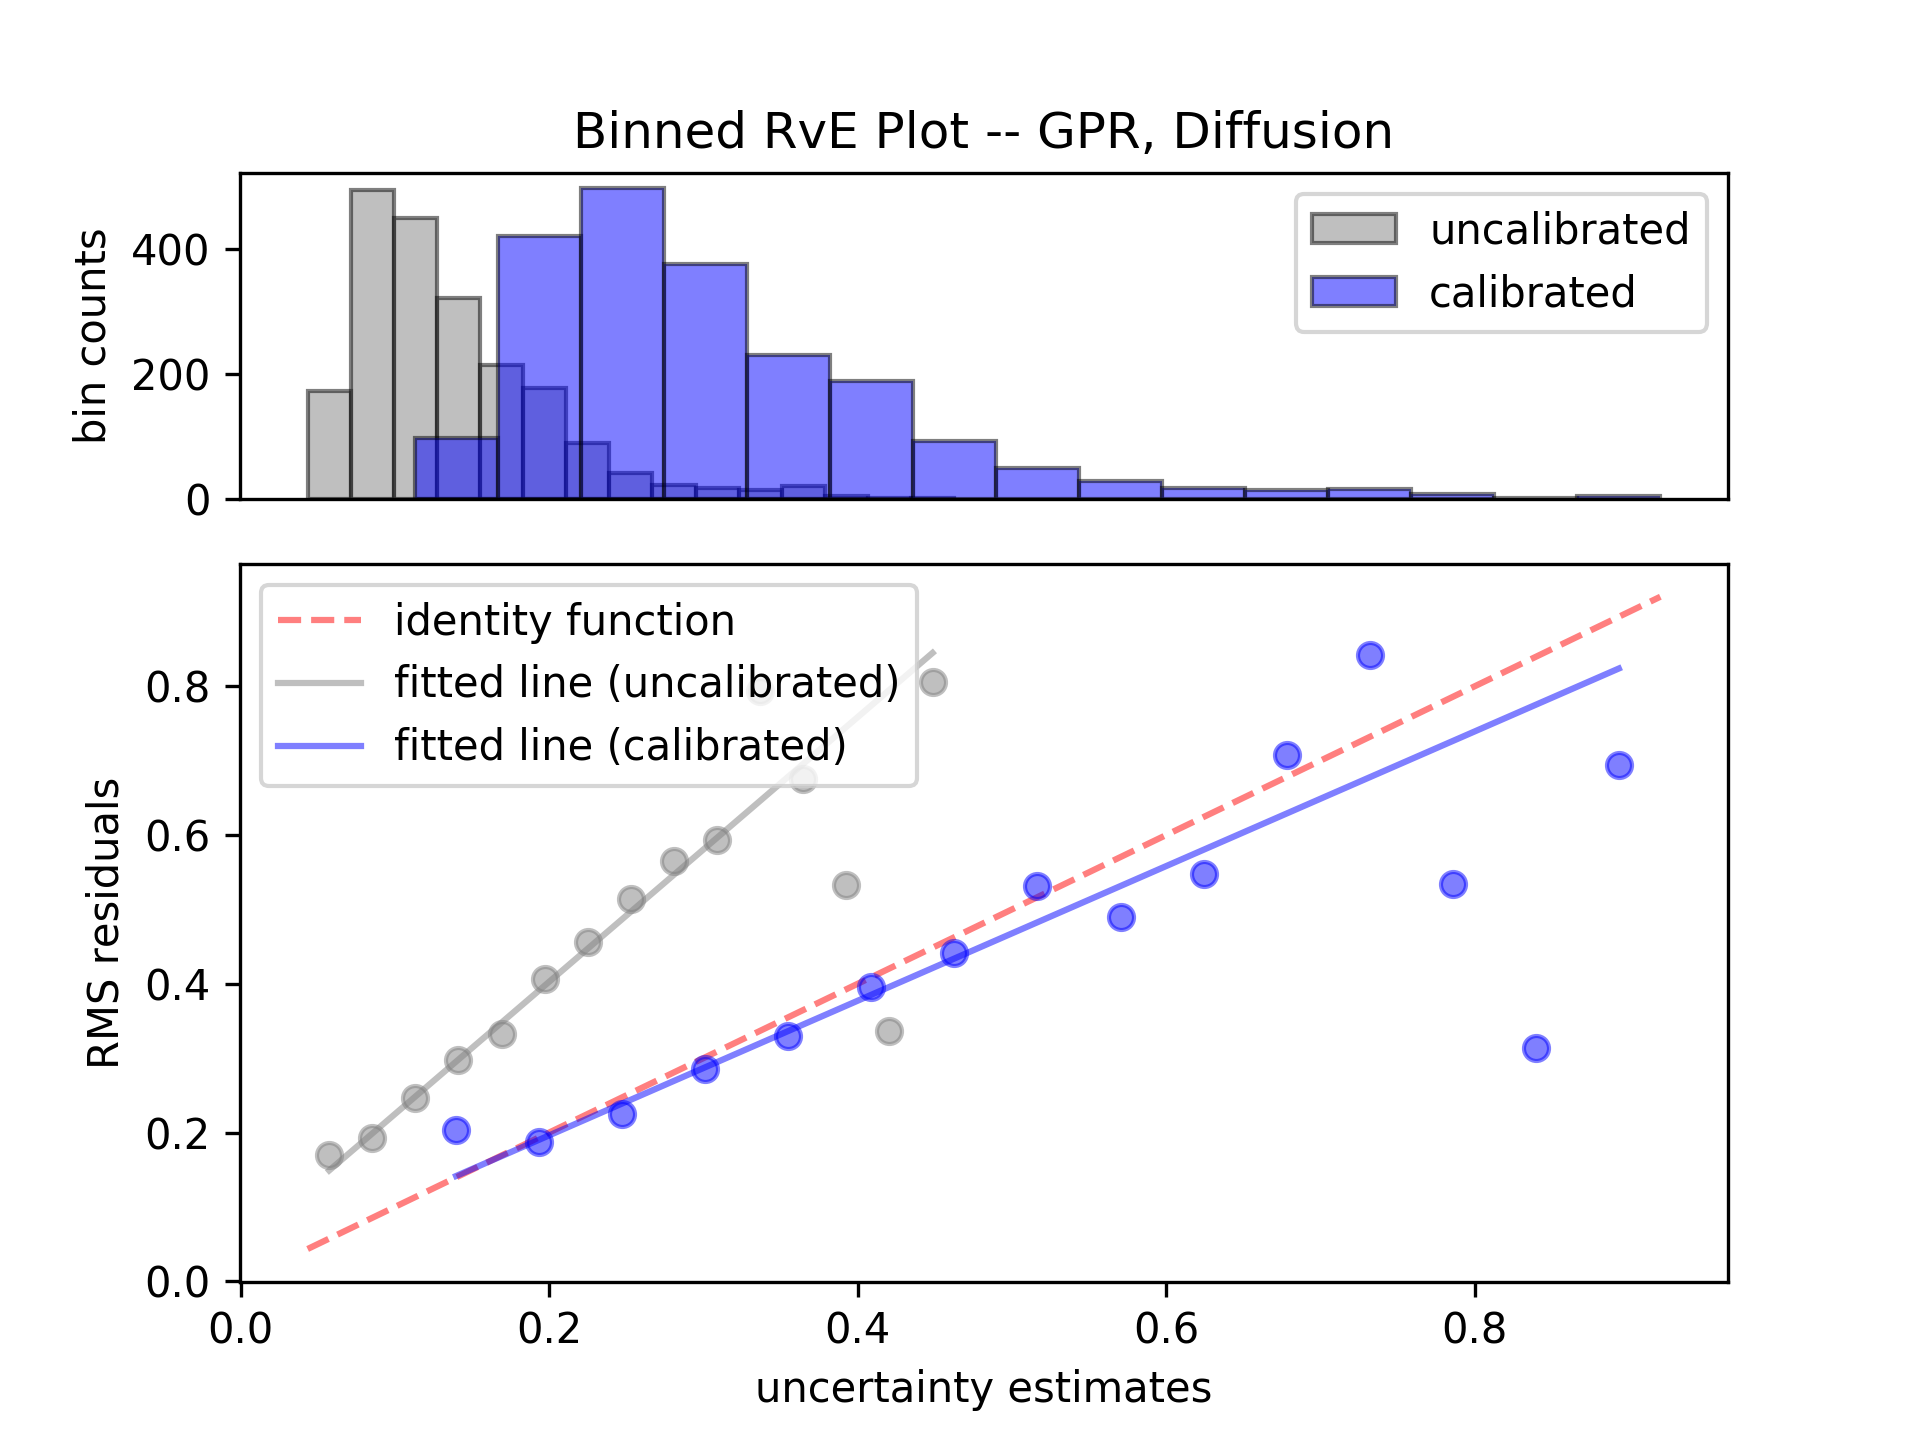 Binned RvE Plot -- GPR, Diffusion
bin counts
400
200
0
uncalibrated
calibrated
RMS residuals
0.8
0.6
0.4
0.2
0.0
identity function
fitted line (uncalibrated)
fitted line (calibrated)
0.0 0.2 0.4 0.6 0.8
uncertainty estimates